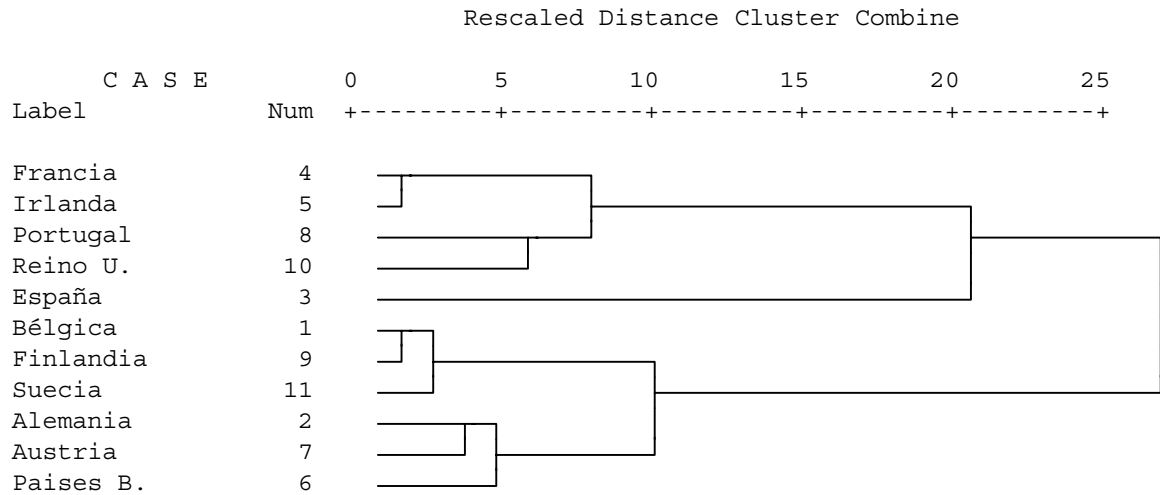 Rescaled Distance Cluster Combine
C A S E 0 5 10 15 20 25
Label Num +---------+---------+---------+---------+---------+
Francia 4
Irlanda 5
Portugal 8
Reino U. 10
España 3
Bélgica 1
Finlandia 9
Suecia 11
Alemania 2
Austria 7
Paises B. 6